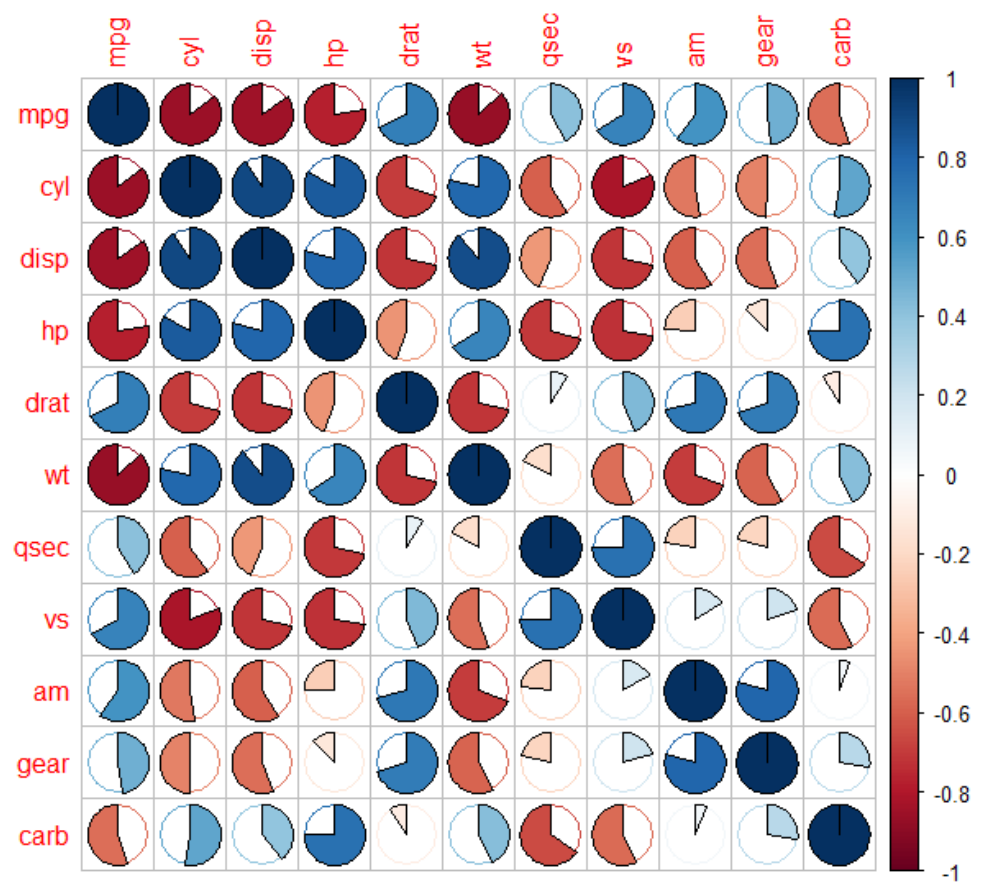 mpg cyl disp hp drat wt qsec vs am gear carb
mpg
cyl
disp
hp
drat
wt
qsec
vs
am
gear
carb
1
0.8
0.6
0.4
0.2
0
-0.2
-0.4
-0.6
-0.8
-1